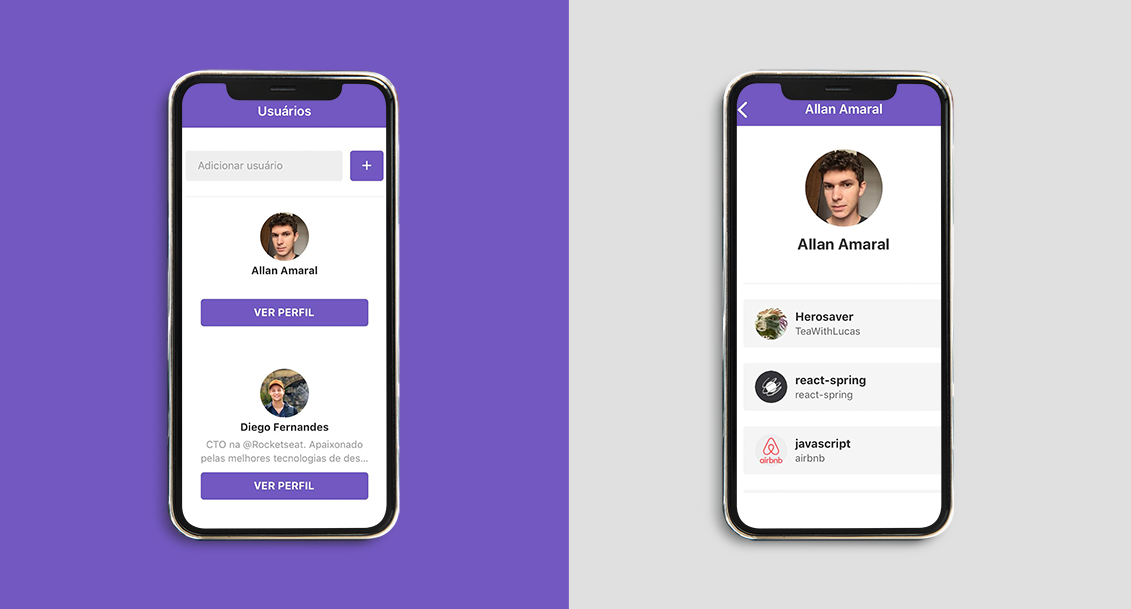 Usuários
Adicionar usuário
+
Allan Amaral
VER PERFIL
Diego Fernandes
CTO na @Rocketseat. Apaixonado
pelas melhores tecnologias de des...
VER PERFIL
Allan Amaral
Allan Amaral
Herosaver
TeaWithLucas
react-spring
react-spring
airbnb
javascript
airbnb